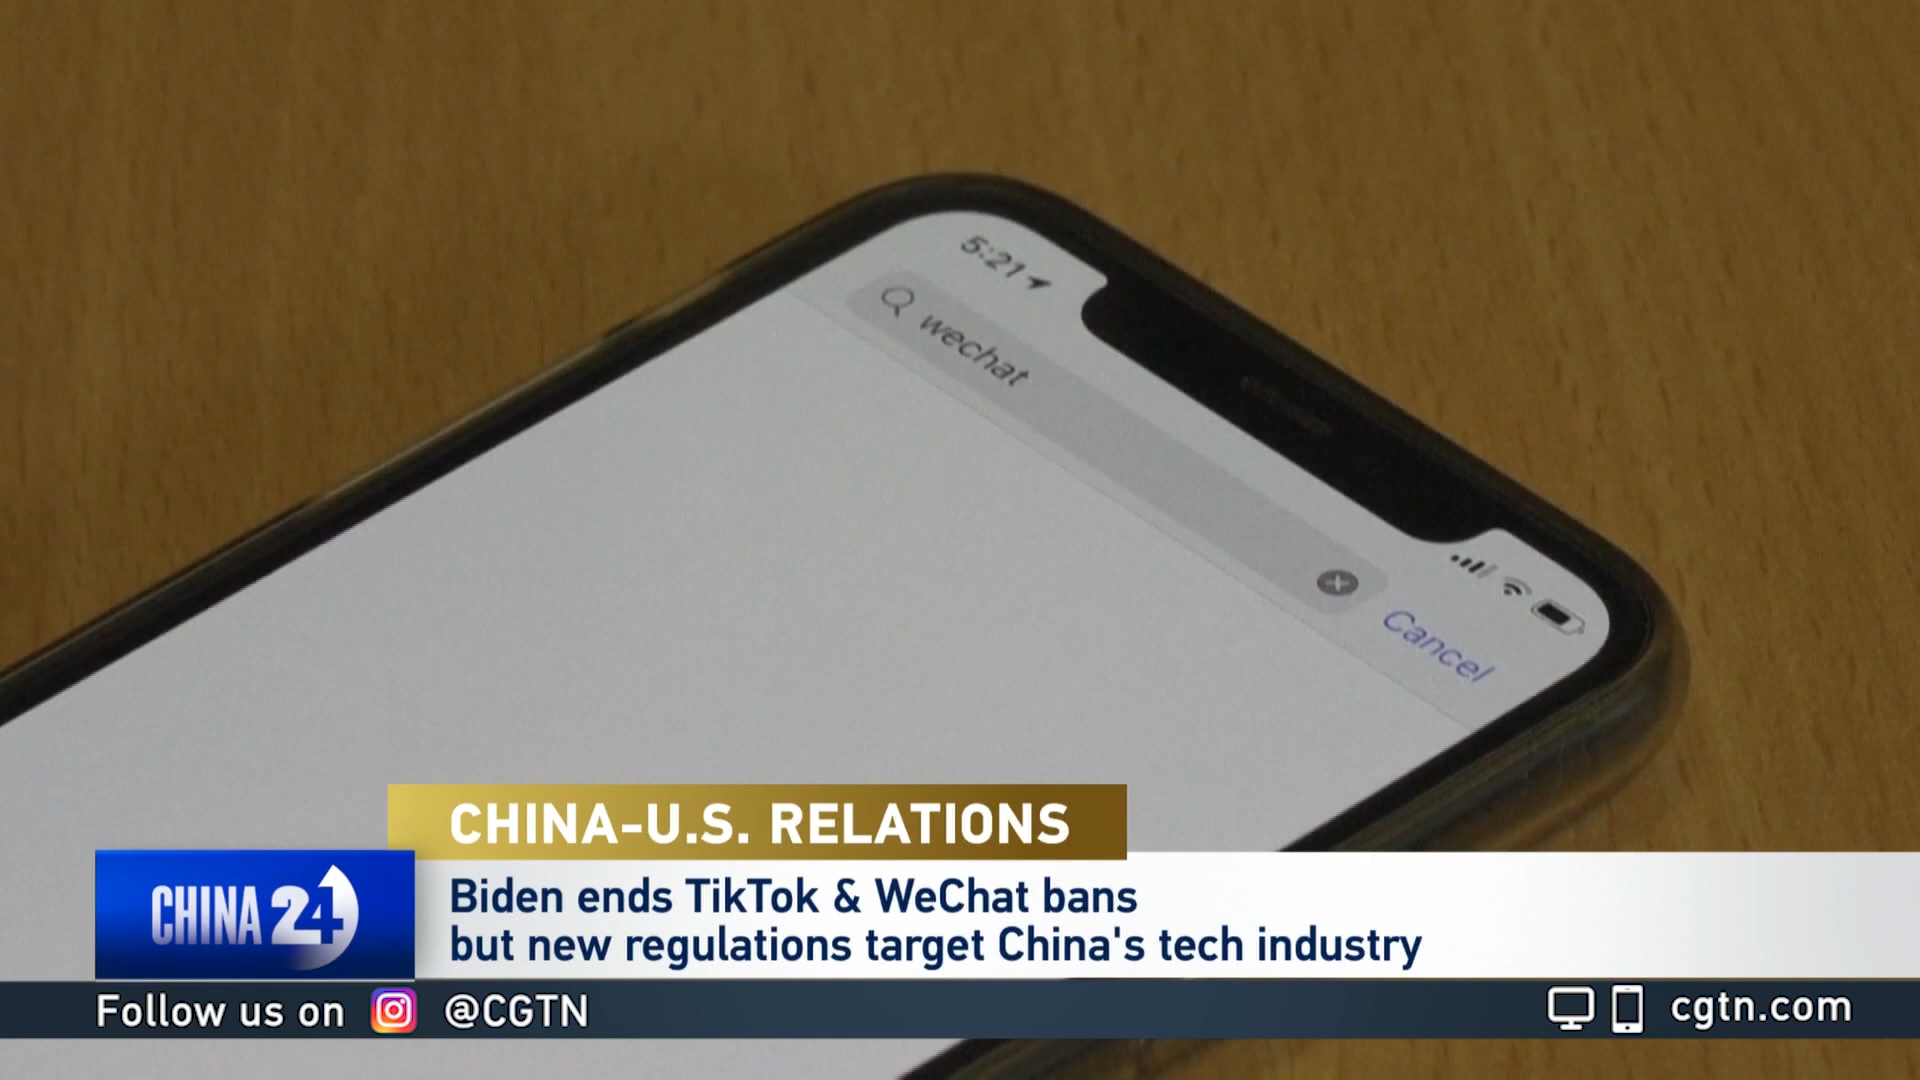 5:21
wechat
Cancel
CHINA-U.S. RELATIONS
CHINA 24
Biden ends TikTok & WeChat bans
but new regulations target China's tech industry
Follow us on @CGTN
cgtn.com